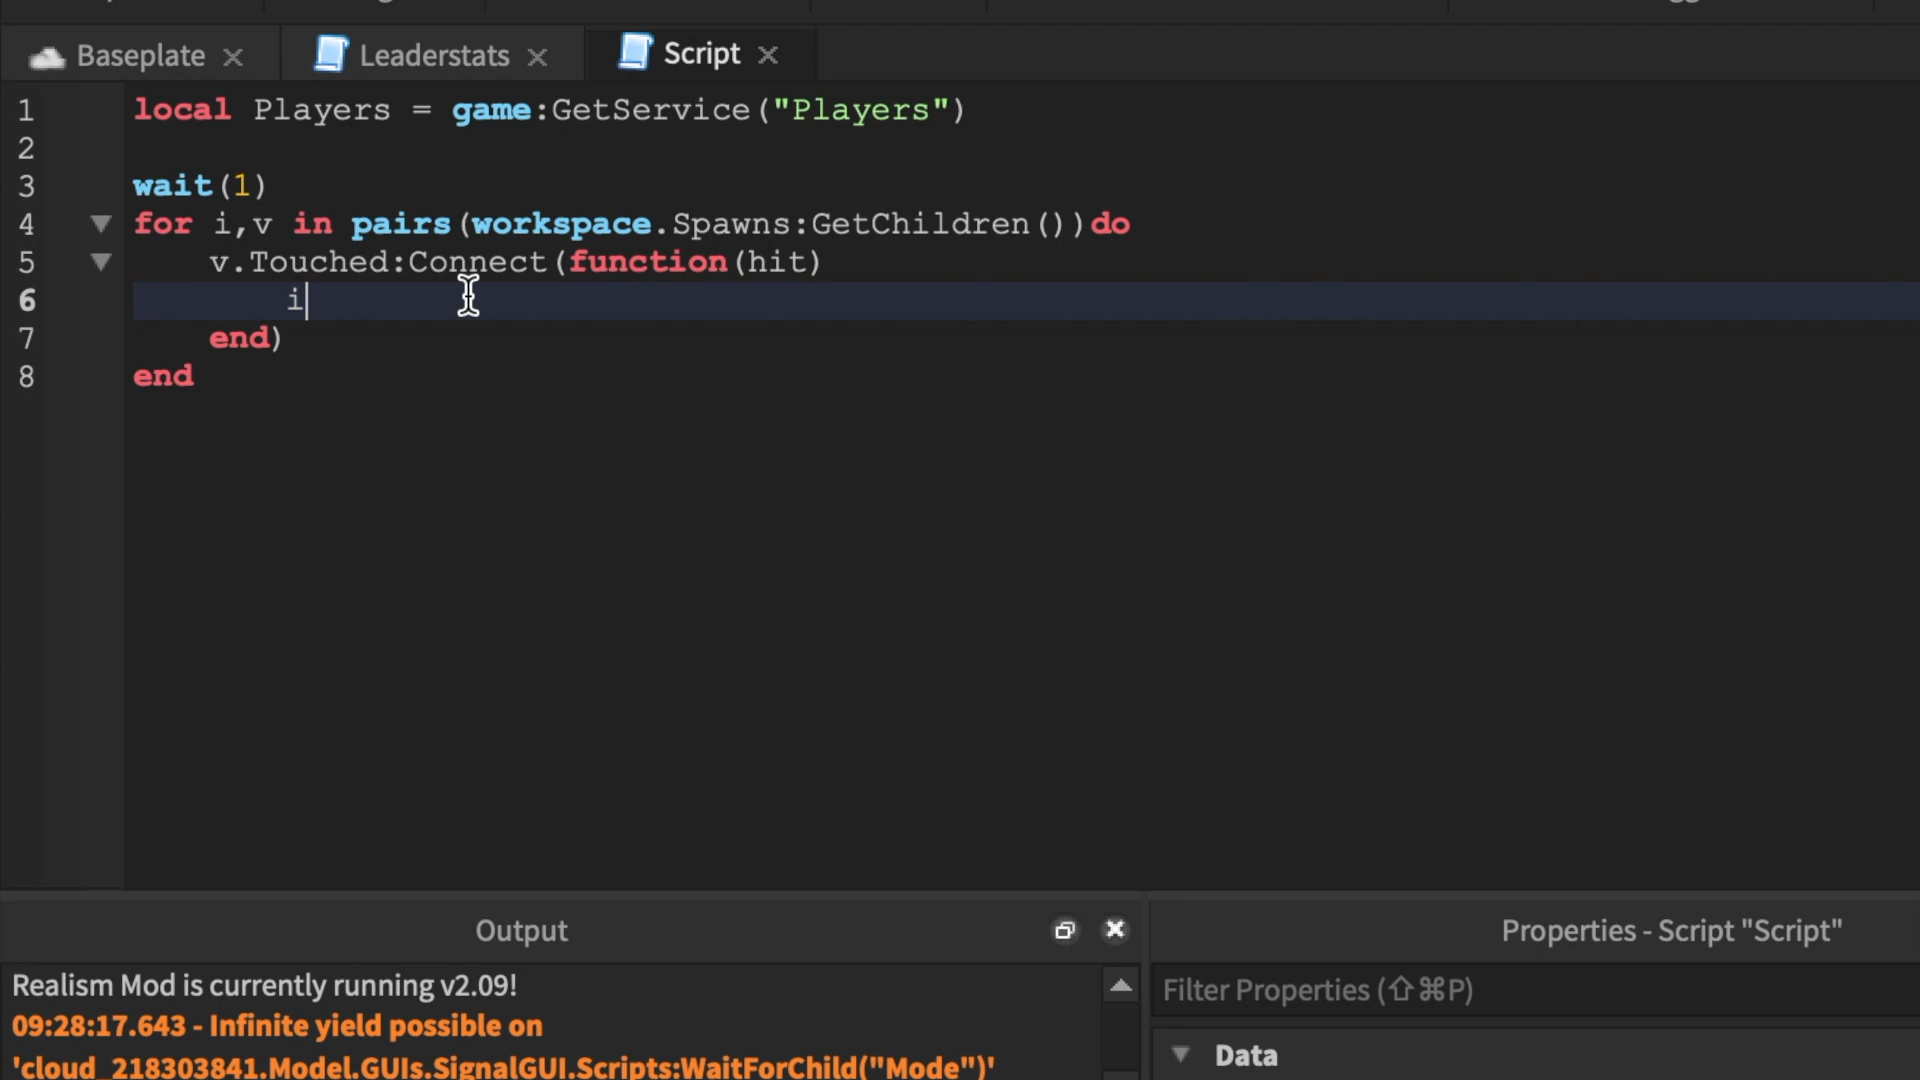 Baseplate
Leaderstats
Script
1 local Players = game:GetService("Players")
2
3 wait(1)
4 for i,v in pairs(workspace.Spawns:GetChildren())do
5 v.Touched:Connect(function(hit)
6 i
7 end)
8 end
Output
Realism Mod is currently running v2.09!
09:28:17.643 - Infinite yield possible on
'cloud_218303841.Model.GUIs.SignalGUI.Scripts:WaitForChild("Mode")'
Properties - Script "Script"
Filter Properties (⇧⌘P)
Data